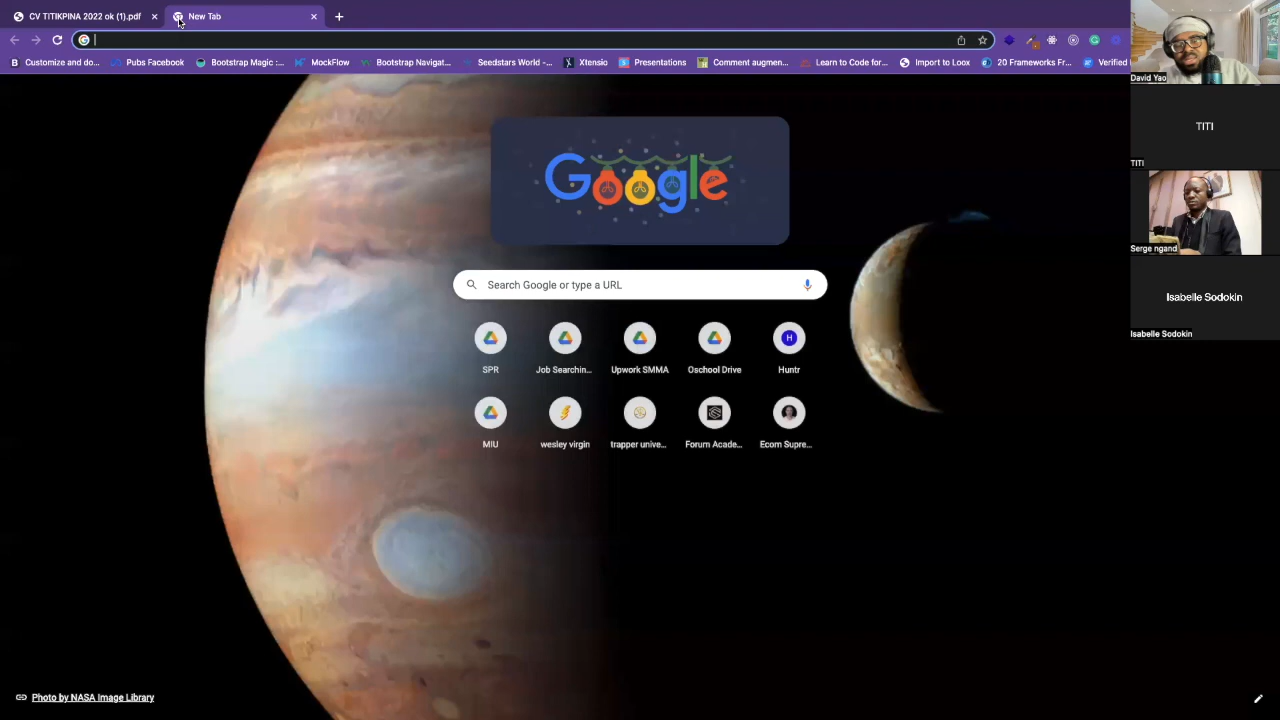 CV TITIKPINA 2022 ok (1).pdf
New Tab
Customize and do...
Pubs Facebook
Bootstrap Magic :...
MockFlow
Bootstrap Navigat...
Seedstars World -...
Xtensio
Presentations
Comment augmen...
Learn to Code for...
Import to Loox
20 Frameworks Fr...
Verified
David Yao
TITI
TITI
Serge ngand
Isabelle Sodokin
Isabelle Sodokin
Google
Search Google or type a URL
SPR
Job Searchin...
Upwork SMMA
Oschool Drive
Huntr
MIU
wesley virgin
trapper unive...
Forum Acade...
Ecom Supre...
Photo by NASA Image Library